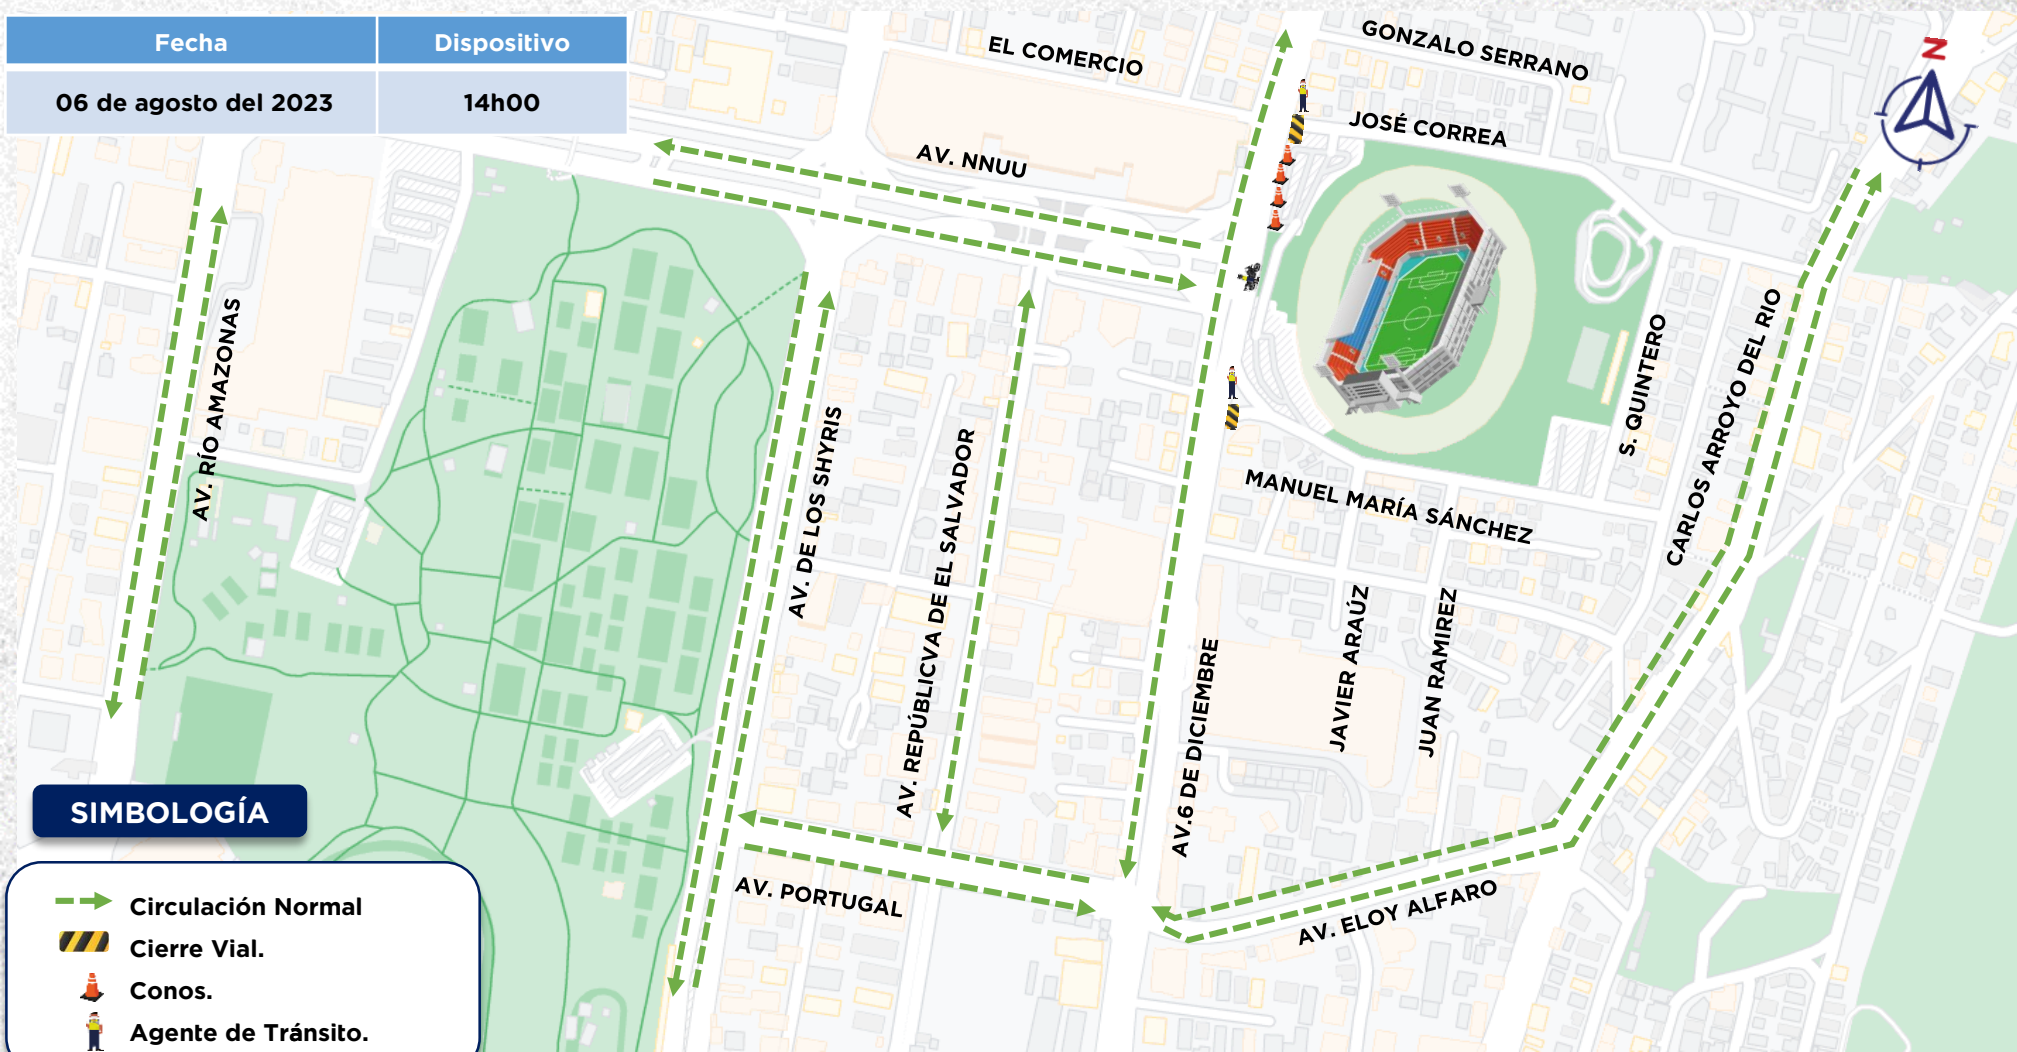 Fecha
Dispositivo
06 de agosto del 2023
14h00
EL COMERCIO
GONZALO SERRANO
N
JOSÉ CORREA
AV. NNUU
AV. RÍO AMAZONAS
AV. DE LOS SHYRIS
AV. REPÚBLICVA DE EL SALVADOR
S. QUINTERO
CARLOS ARROYO DEL RIO
MANUEL MARÍA SÁNCHEZ
JAVIER ARAÚZ
JUAN RAMIREZ
AV.6 DE DICIEMBRE
AV. PORTUGAL
AV. ELOY ALFARO
SIMBOLOGÍA
Circulación Normal
Cierre Vial.
Conos.
Agente de Tránsito.